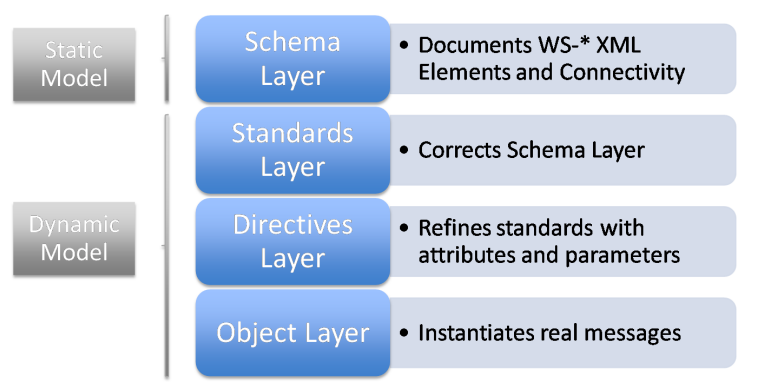 Static
Model
Schema
Layer
• Documents WS-* XML
Elements and Connectivity
Standards
Layer
• Corrects Schema Layer
Dynamic
Model
Directives
Layer
• Refines standards with
attributes and parameters
Object Layer
• Instantiates real messages